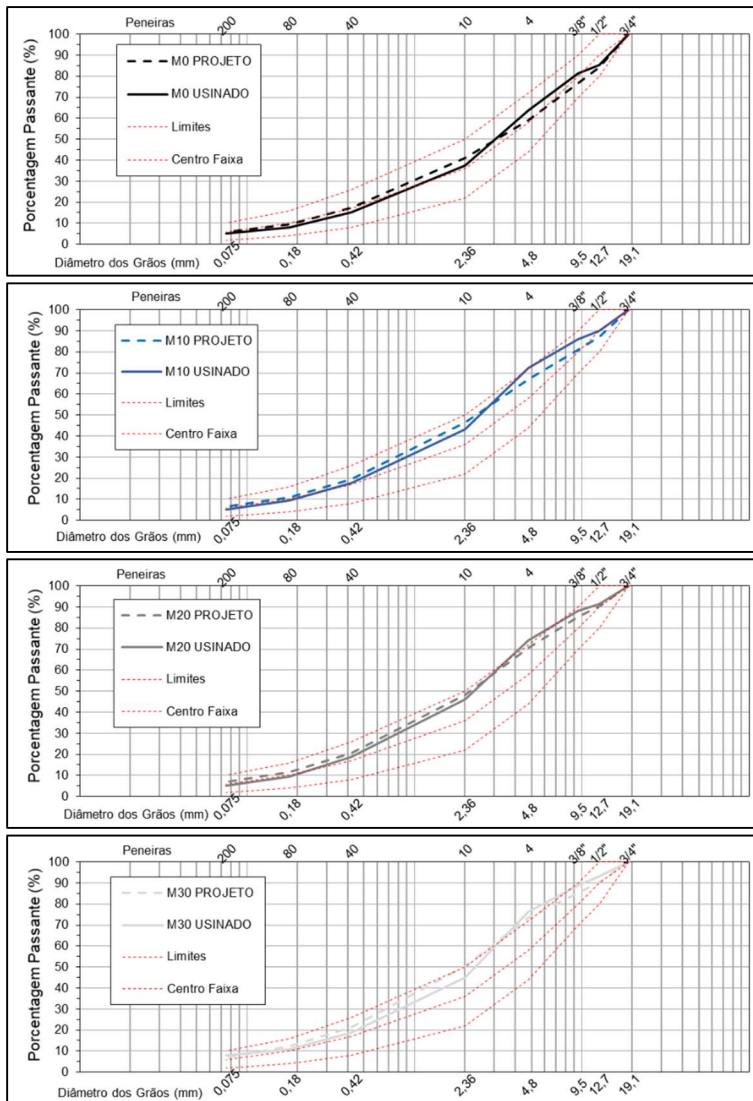 Peneiras 200 80 40 10 4 3/8" 1/2" 3/4"
Porcentagem Passante (%)
100
90
80
70
60
50
40
30
20
10
0
M0 PROJETO
M0 USINADO
Limites
Centro Faixa
Diâmetro dos Grãos (mm) 0,075 0,18 0,42 2,36 4,8 9,5 12,7 19,1
Peneiras 200 80 40 10 4 3/8" 1/2" 3/4"
Porcentagem Passante (%)
100
90
80
70
60
50
40
30
20
10
0
M10 PROJETO
M10 USINADO
Limites
Centro Faixa
Diâmetro dos Grãos (mm) 0,075 0,18 0,42 2,36 4,8 9,5 12,7 19,1
Peneiras 200 80 40 10 4 3/8" 1/2" 3/4"
Porcentagem Passante (%)
100
90
80
70
60
50
40
30
20
10
0
M20 PROJETO
M20 USINADO
Limites
Centro Faixa
Diâmetro dos Grãos (mm) 0,075 0,18 0,42 2,36 4,8 9,5 12,7 19,1
Peneiras 200 80 40 10 4 3/8" 1/2" 3/4"
Porcentagem Passante (%)
100
90
80
70
60
50
40
30
20
10
0
M30 PROJETO
M30 USINADO
Limites
Centro Faixa
Diâmetro dos Grãos (mm) 0,075 0,18 0,42 2,36 4,8 9,5 12,7 19,1